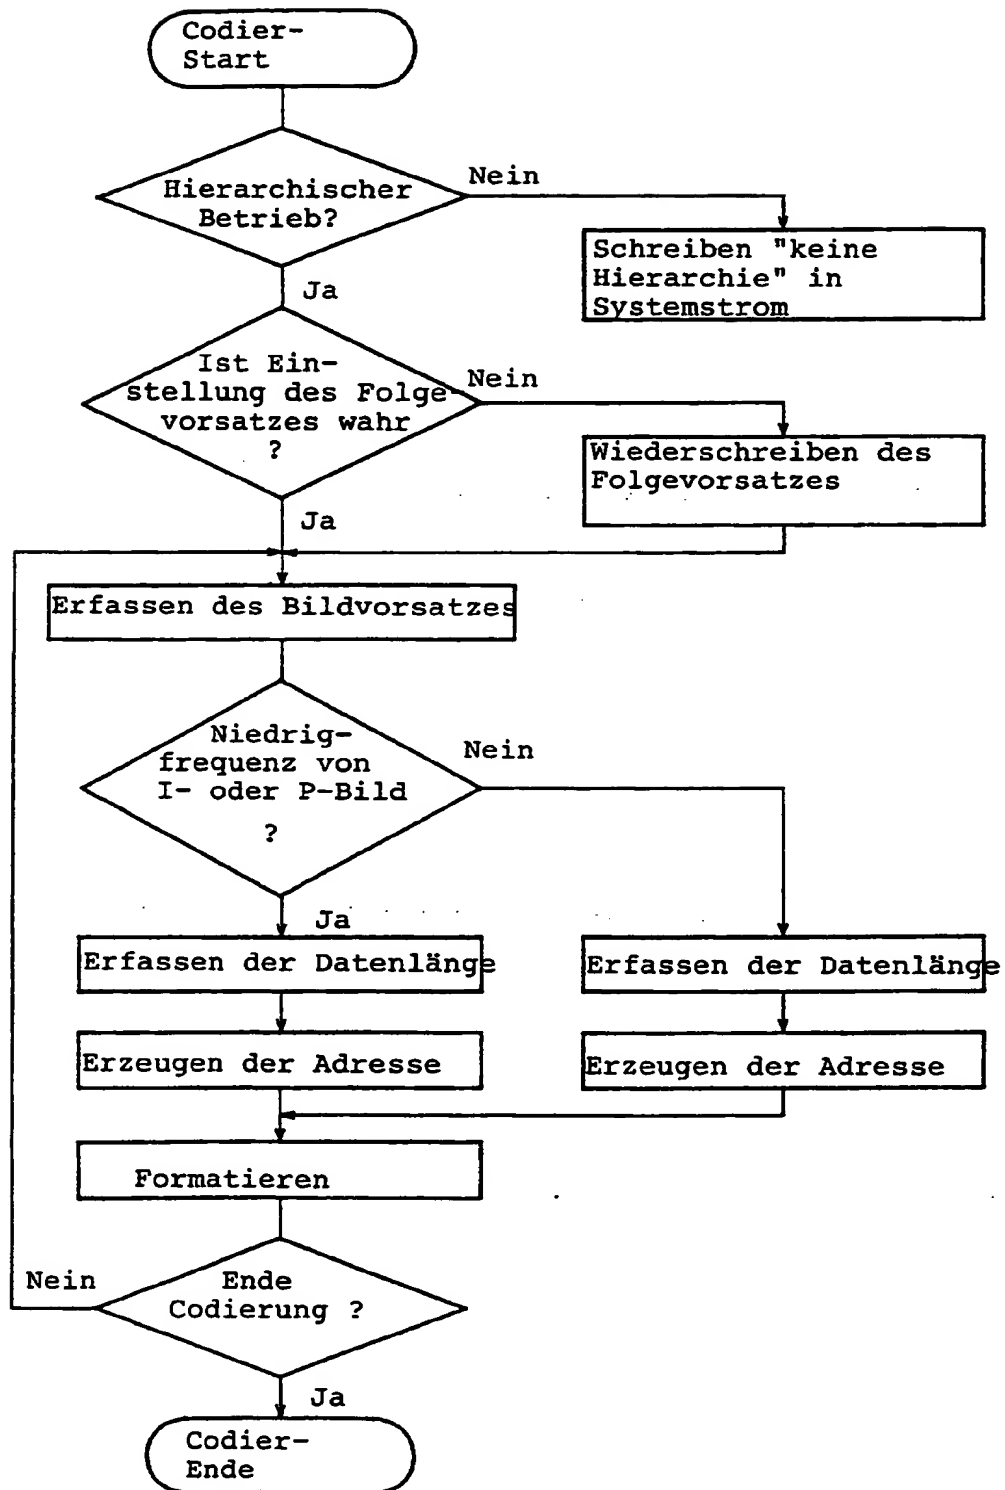 Codier-
Start
Hierarchischer
Betrieb?
Nein
Schreiben "keine
Hierarchie" in
Systemstrom
Ja
Ist Ein-
stellung des Folge-
vorsatzes wahr
?
Nein
Wiederschreiben des
Folgevorsatzes
Ja
Erfassen des Bildvorsatzes
Niedrig-
frequenz von
I- oder P-Bild
?
Nein
Ja
Erfassen der Datenlänge
Erfassen der Datenlänge
Erzeugen der Adresse
Erzeugen der Adresse
Formatieren
Nein
Ende
Codierung ?
Ja
Codier-
Ende